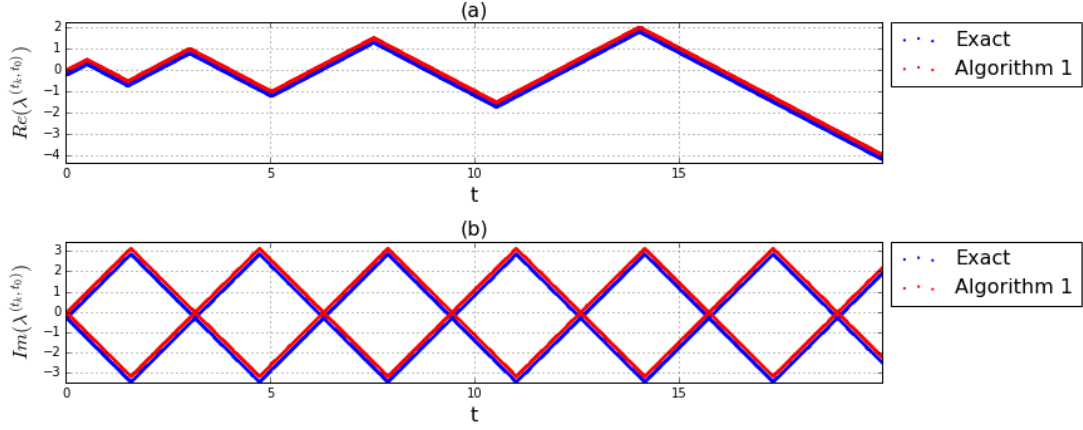 (a)
Re(λ^(t_k,t_0))
2
1
0
−1
−2
−3
−4
0 5 10 15
t
Exact
Algorithm 1
(b)
Im(λ^(t_k,t_0))
3
2
1
0
−1
−2
−3
0 5 10 15
t
Exact
Algorithm 1